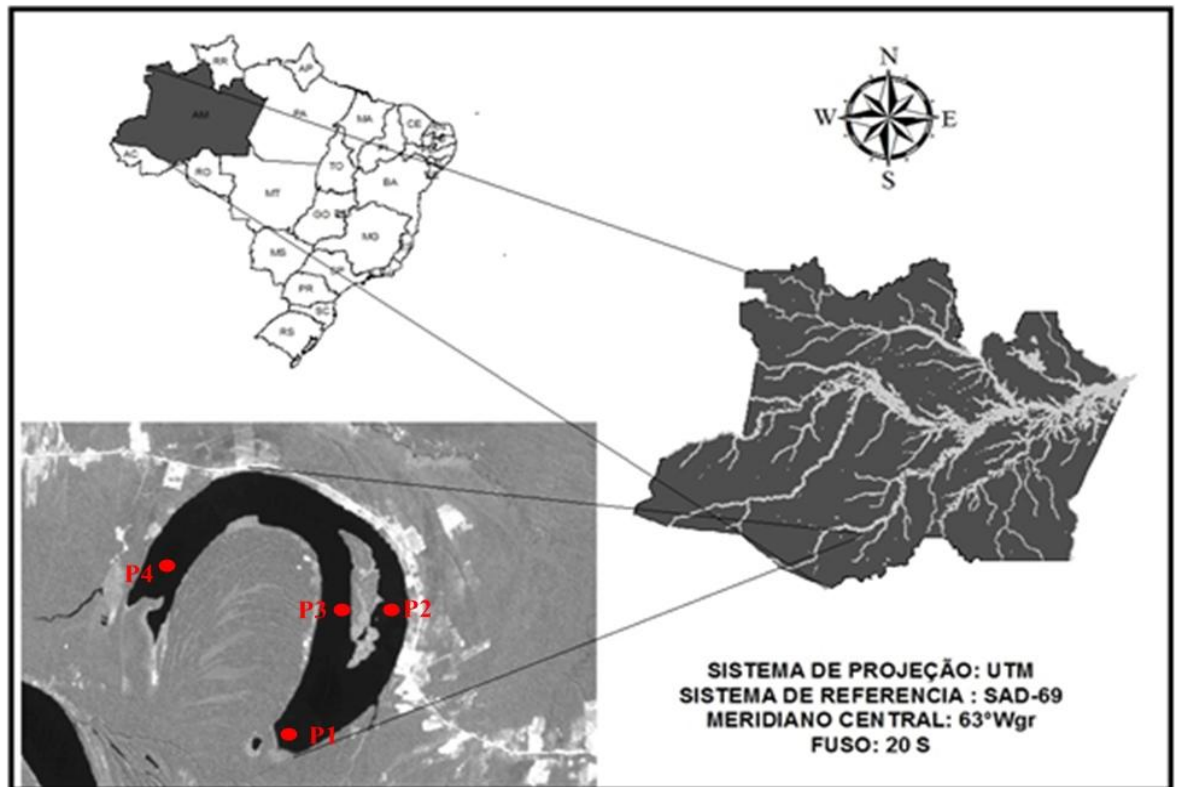 RR
AP
AM
PA
MA
CE
AC
RO
TO
BA
MT
GO
MG
MS
SP
PR
SC
RS
N
W
E
S
P4
P3
P2
P1
SISTEMA DE PROJEÇÃO: UTM
SISTEMA DE REFERENCIA : SAD-69
MERIDIANO CENTRAL: 63°Wgr
FUSO: 20 S